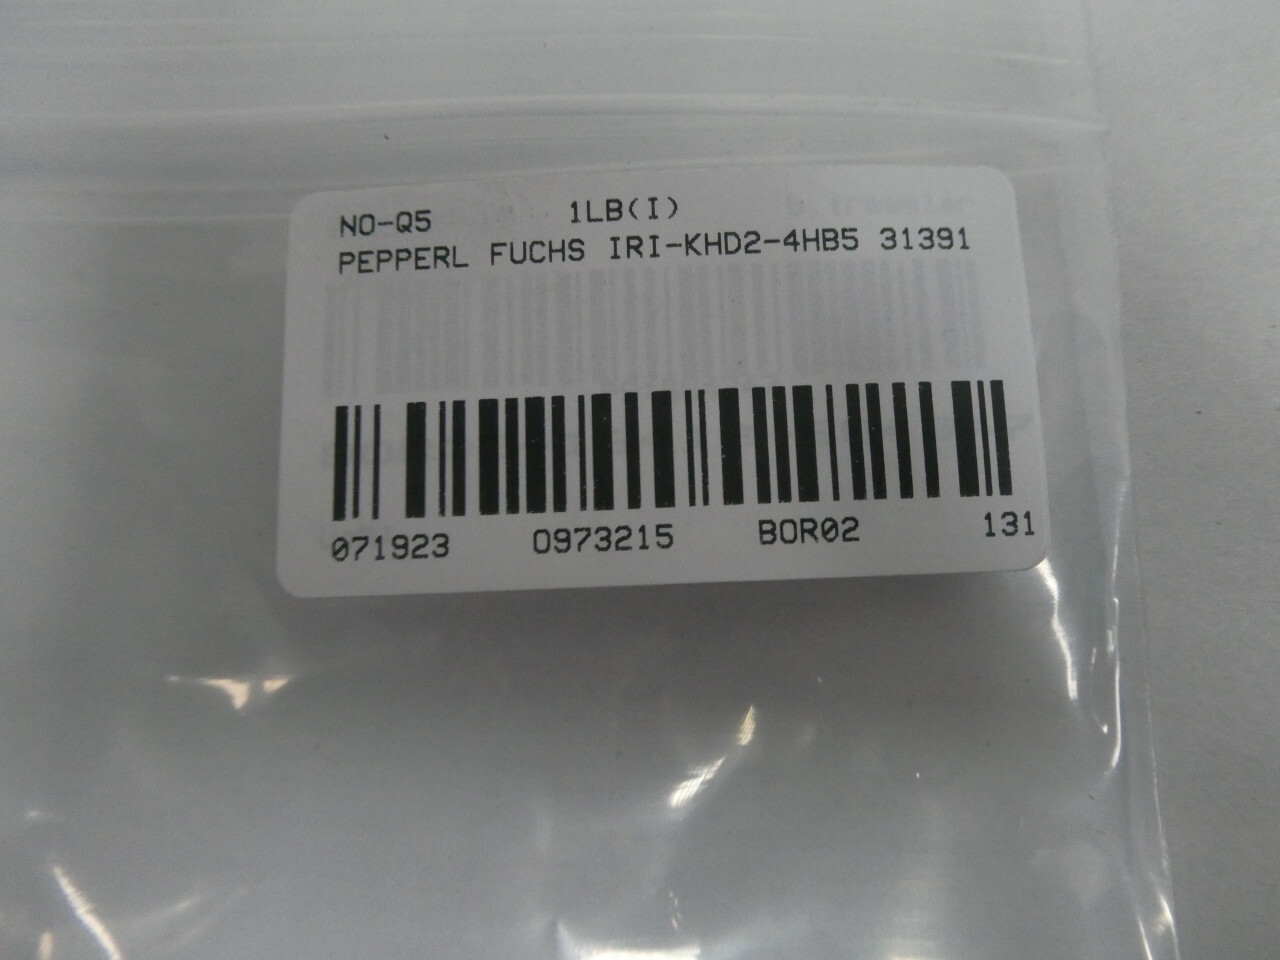 NO-Q5 1LB(I)
PEPPERL FUCHS IRI-KHD2-4HB5 31391
071923 0973215 BOR02 131